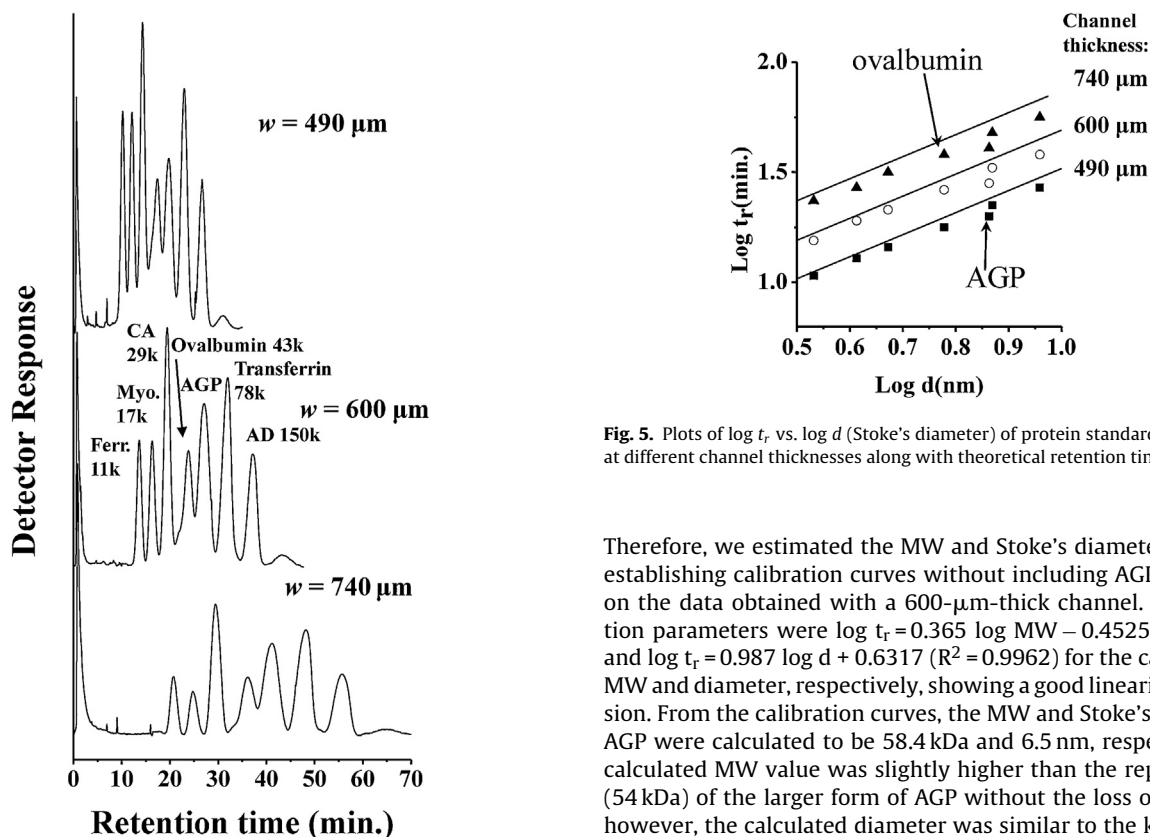 Detector Response
w = 490 μm
CA
29k
Ovalbumin 43k
Transferrin
78k
AGP
Myo.
17k
w = 600 μm
AD 150k
Ferr.
11k
w = 740 μm
0 10 20 30 40 50 60 70
Retention time (min.)
Channel
thickness:
740 μm
600 μm
490 μm
ovalbumin
AGP
Log tr(min.)
2.0
1.5
1.0
0.5 0.6 0.7 0.8 0.9 1.0
Log d(nm)
Fig. 5. Plots of log tr vs. log d (Stoke's diameter) of protein standard
at different channel thicknesses along with theoretical retention tin
Therefore, we estimated the MW and Stoke's diamete
establishing calibration curves without including AGP
on the data obtained with a 600-μm-thick channel.
tion parameters were log tr = 0.365 log MW − 0.4525
and log tr = 0.987 log d + 0.6317 (R2 = 0.9962) for the ca
MW and diameter, respectively, showing a good lineari
sion. From the calibration curves, the MW and Stoke's
AGP were calculated to be 58.4 kDa and 6.5 nm, respe
calculated MW value was slightly higher than the rep
(54 kDa) of the larger form of AGP without the loss o
however, the calculated diameter was similar to the k